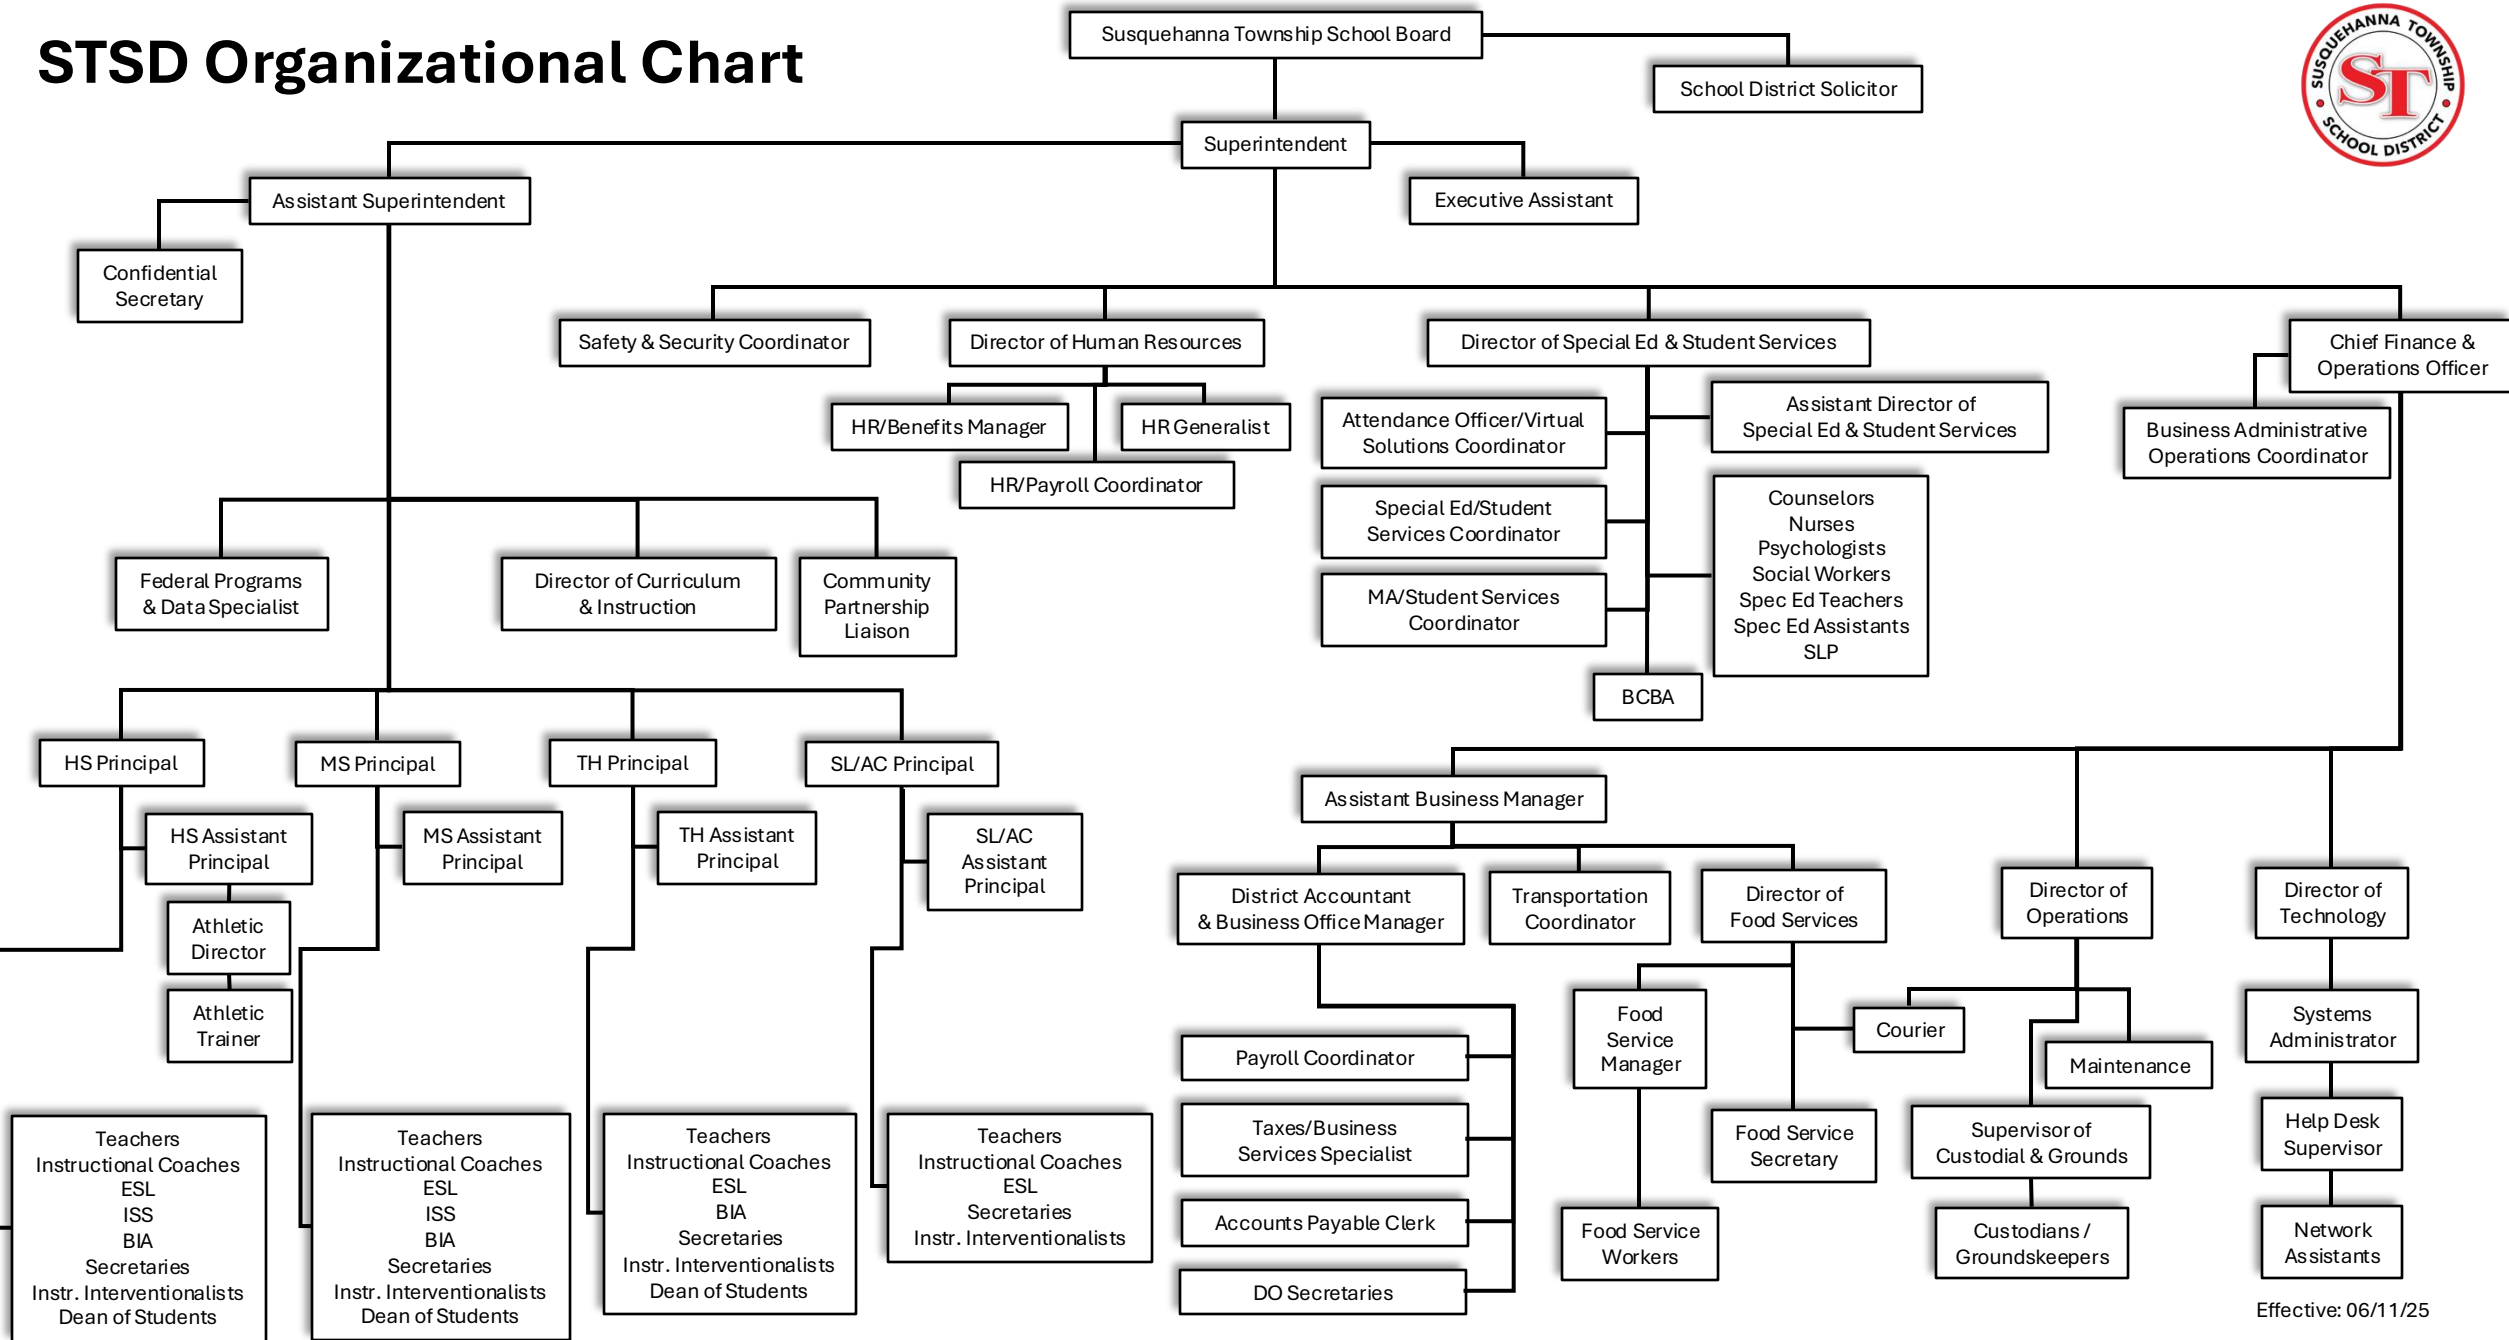 STSD Organizational Chart
Susquehanna Township School Board
School District Solicitor
SUSQUEHANNA TOWNSHIP
ST
SCHOOL DISTRICT
Superintendent
Assistant Superintendent
Executive Assistant
Confidential
Secretary
Safety & Security Coordinator
Director of Human Resources
Director of Special Ed & Student Services
Chief Finance &
Operations Officer
HR/Benefits Manager
HR Generalist
HR/Payroll Coordinator
Attendance Officer/Virtual
Solutions Coordinator
Assistant Director of
Special Ed & Student Services
Business Administrative
Operations Coordinator
Special Ed/Student
Services Coordinator
Counselors
Nurses
Psychologists
Social Workers
Spec Ed Teachers
Spec Ed Assistants
SLP
MA/Student Services
Coordinator
BCBA
Federal Programs
& Data Specialist
Director of Curriculum
& Instruction
Community
Partnership
Liaison
HS Principal
MS Principal
TH Principal
SL/AC Principal
HS Assistant
Principal
MS Assistant
Principal
TH Assistant
Principal
SL/AC
Assistant
Principal
Athletic
Director
Athletic
Trainer
Assistant Business Manager
District Accountant
& Business Office Manager
Transportation
Coordinator
Director of
Food Services
Director of
Operations
Director of
Technology
Food
Service
Manager
Courier
Maintenance
Systems
Administrator
Payroll Coordinator
Taxes/Business
Services Specialist
Accounts Payable Clerk
DO Secretaries
Food Service
Secretary
Food Service
Workers
Supervisor of
Custodial & Grounds
Custodians /
Groundskeepers
Help Desk
Supervisor
Network
Assistants
Teachers
Instructional Coaches
ESL
ISS
BIA
Secretaries
Instr. Interventionalists
Dean of Students
Teachers
Instructional Coaches
ESL
ISS
BIA
Secretaries
Instr. Interventionalists
Dean of Students
Teachers
Instructional Coaches
ESL
BIA
Secretaries
Instr. Interventionalists
Dean of Students
Teachers
Instructional Coaches
ESL
Secretaries
Instr. Interventionalists
Effective: 06/11/25